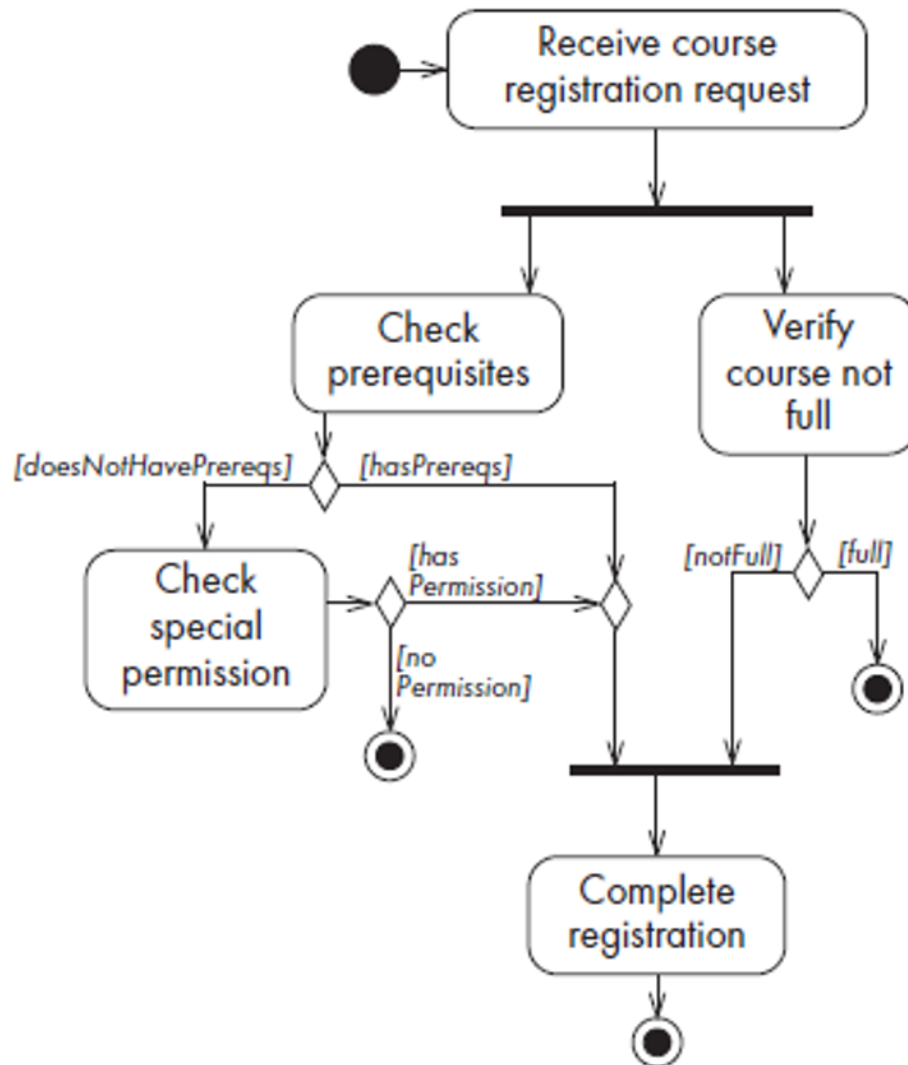 Receive course
registration request
Check
prerequisites
Verify
course not
full
[doesNotHavePrereqs]
[hasPrereqs]
Check
special
permission
[has
Permission]
[no
Permission]
[notFull]
[full]
Complete
registration